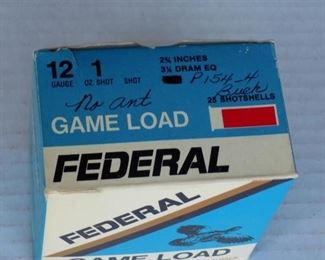 12 1 2¾ INCHES
GAUGE OZ. SHOT SHOT 3¼ DRAM EQ
P154-4
Buck
No
25 SHOTSHELLS
GAME LOAD
FEDERAL
FEDERAL
GAME LOAD